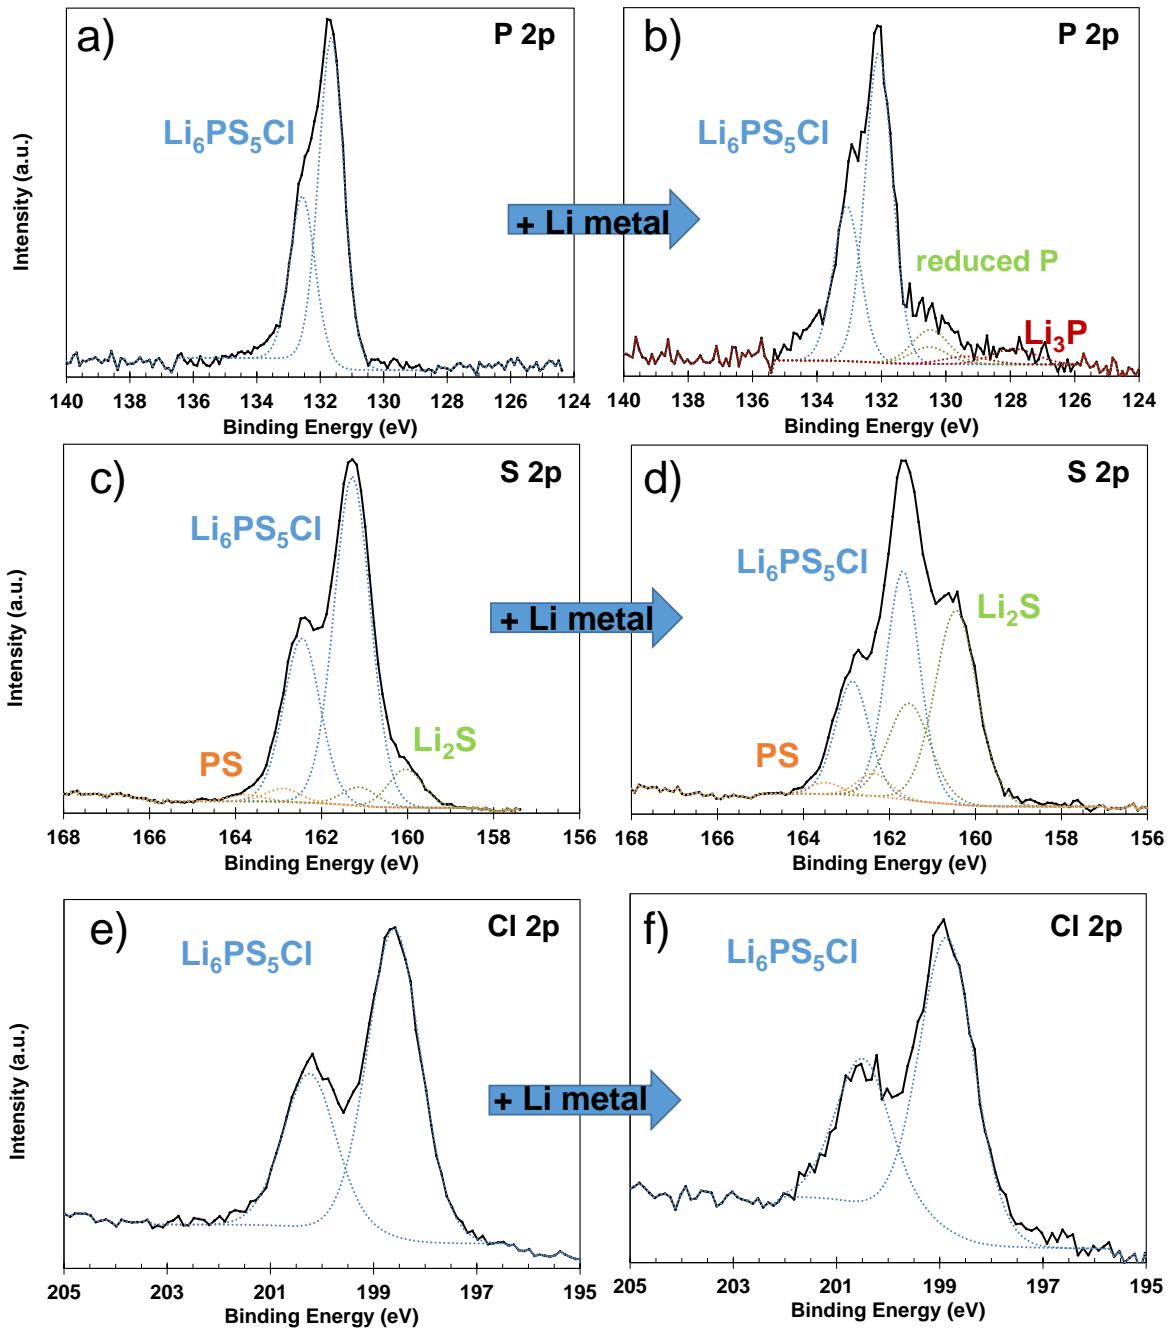 a)
P 2p
Li₆PS₅Cl
Intensity (a.u.)
140 138 136 134 132 130 128 126 124
Binding Energy (eV)
+ Li metal
b)
P 2p
Li₆PS₅Cl
reduced P
Li₃P
140 138 136 134 132 130 128 126 124
Binding Energy (eV)
c)
S 2p
Li₆PS₅Cl
PS
Li₂S
Intensity (a.u.)
168 166 164 162 160 158 156
Binding Energy (eV)
+ Li metal
d)
S 2p
Li₆PS₅Cl
Li₂S
PS
168 166 164 162 160 158 156
Binding Energy (eV)
e)
Cl 2p
Li₆PS₅Cl
Intensity (a.u.)
205 203 201 199 197 195
Binding Energy (eV)
+ Li metal
f)
Cl 2p
Li₆PS₅Cl
205 203 201 199 197 195
Binding Energy (eV)